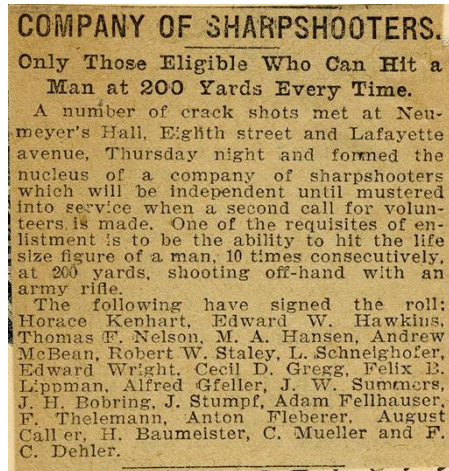 COMPANY OF SHARPSHOOTERS.
Only Those Eligible Who Can Hit a
Man at 200 Yards Every Time.
A number of crack shots met at Neu-
meyer's Hall, Eighth street and Lafayette
avenue, Thursday night and formed the
nucleus of a company of sharpshooters
which will be independent until mustered
into service when a second call for volun-
teers is made. One of the requisites of en-
listment is to be the ability to hit the life
size figure of a man, 10 times consecutively,
at 200 yards, shooting off-hand with an
army rifle.
The following have signed the roll:
Horace Kephart, Edward W. Hawkins,
Thomas F. Nelson, M. A. Hansen, Andrew
McBean, Robert W. Staley, L. Schneighofer,
Edward Wright, Cecil D. Gregg, Felix B.
Lippman, Alfred Gfeller, J. W. Summers,
J. H. Bobring, J. Stumpf, Adam Fellhauser,
F. Thelemann, Anton Fleberer, August
H. Baumeister, C. Mueller and F.
C. Dehler.